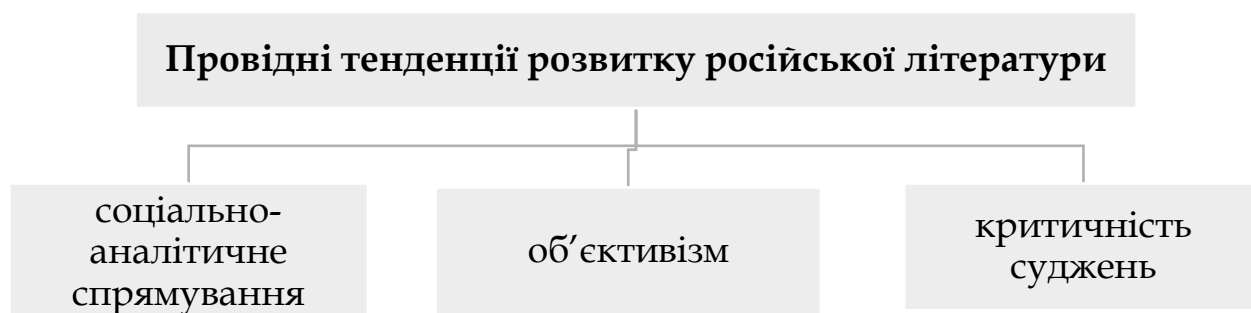 Провідні тенденції розвитку російської літератури
соціально-
аналітичне
спрямування
об’єктивізм
критичність
суджень